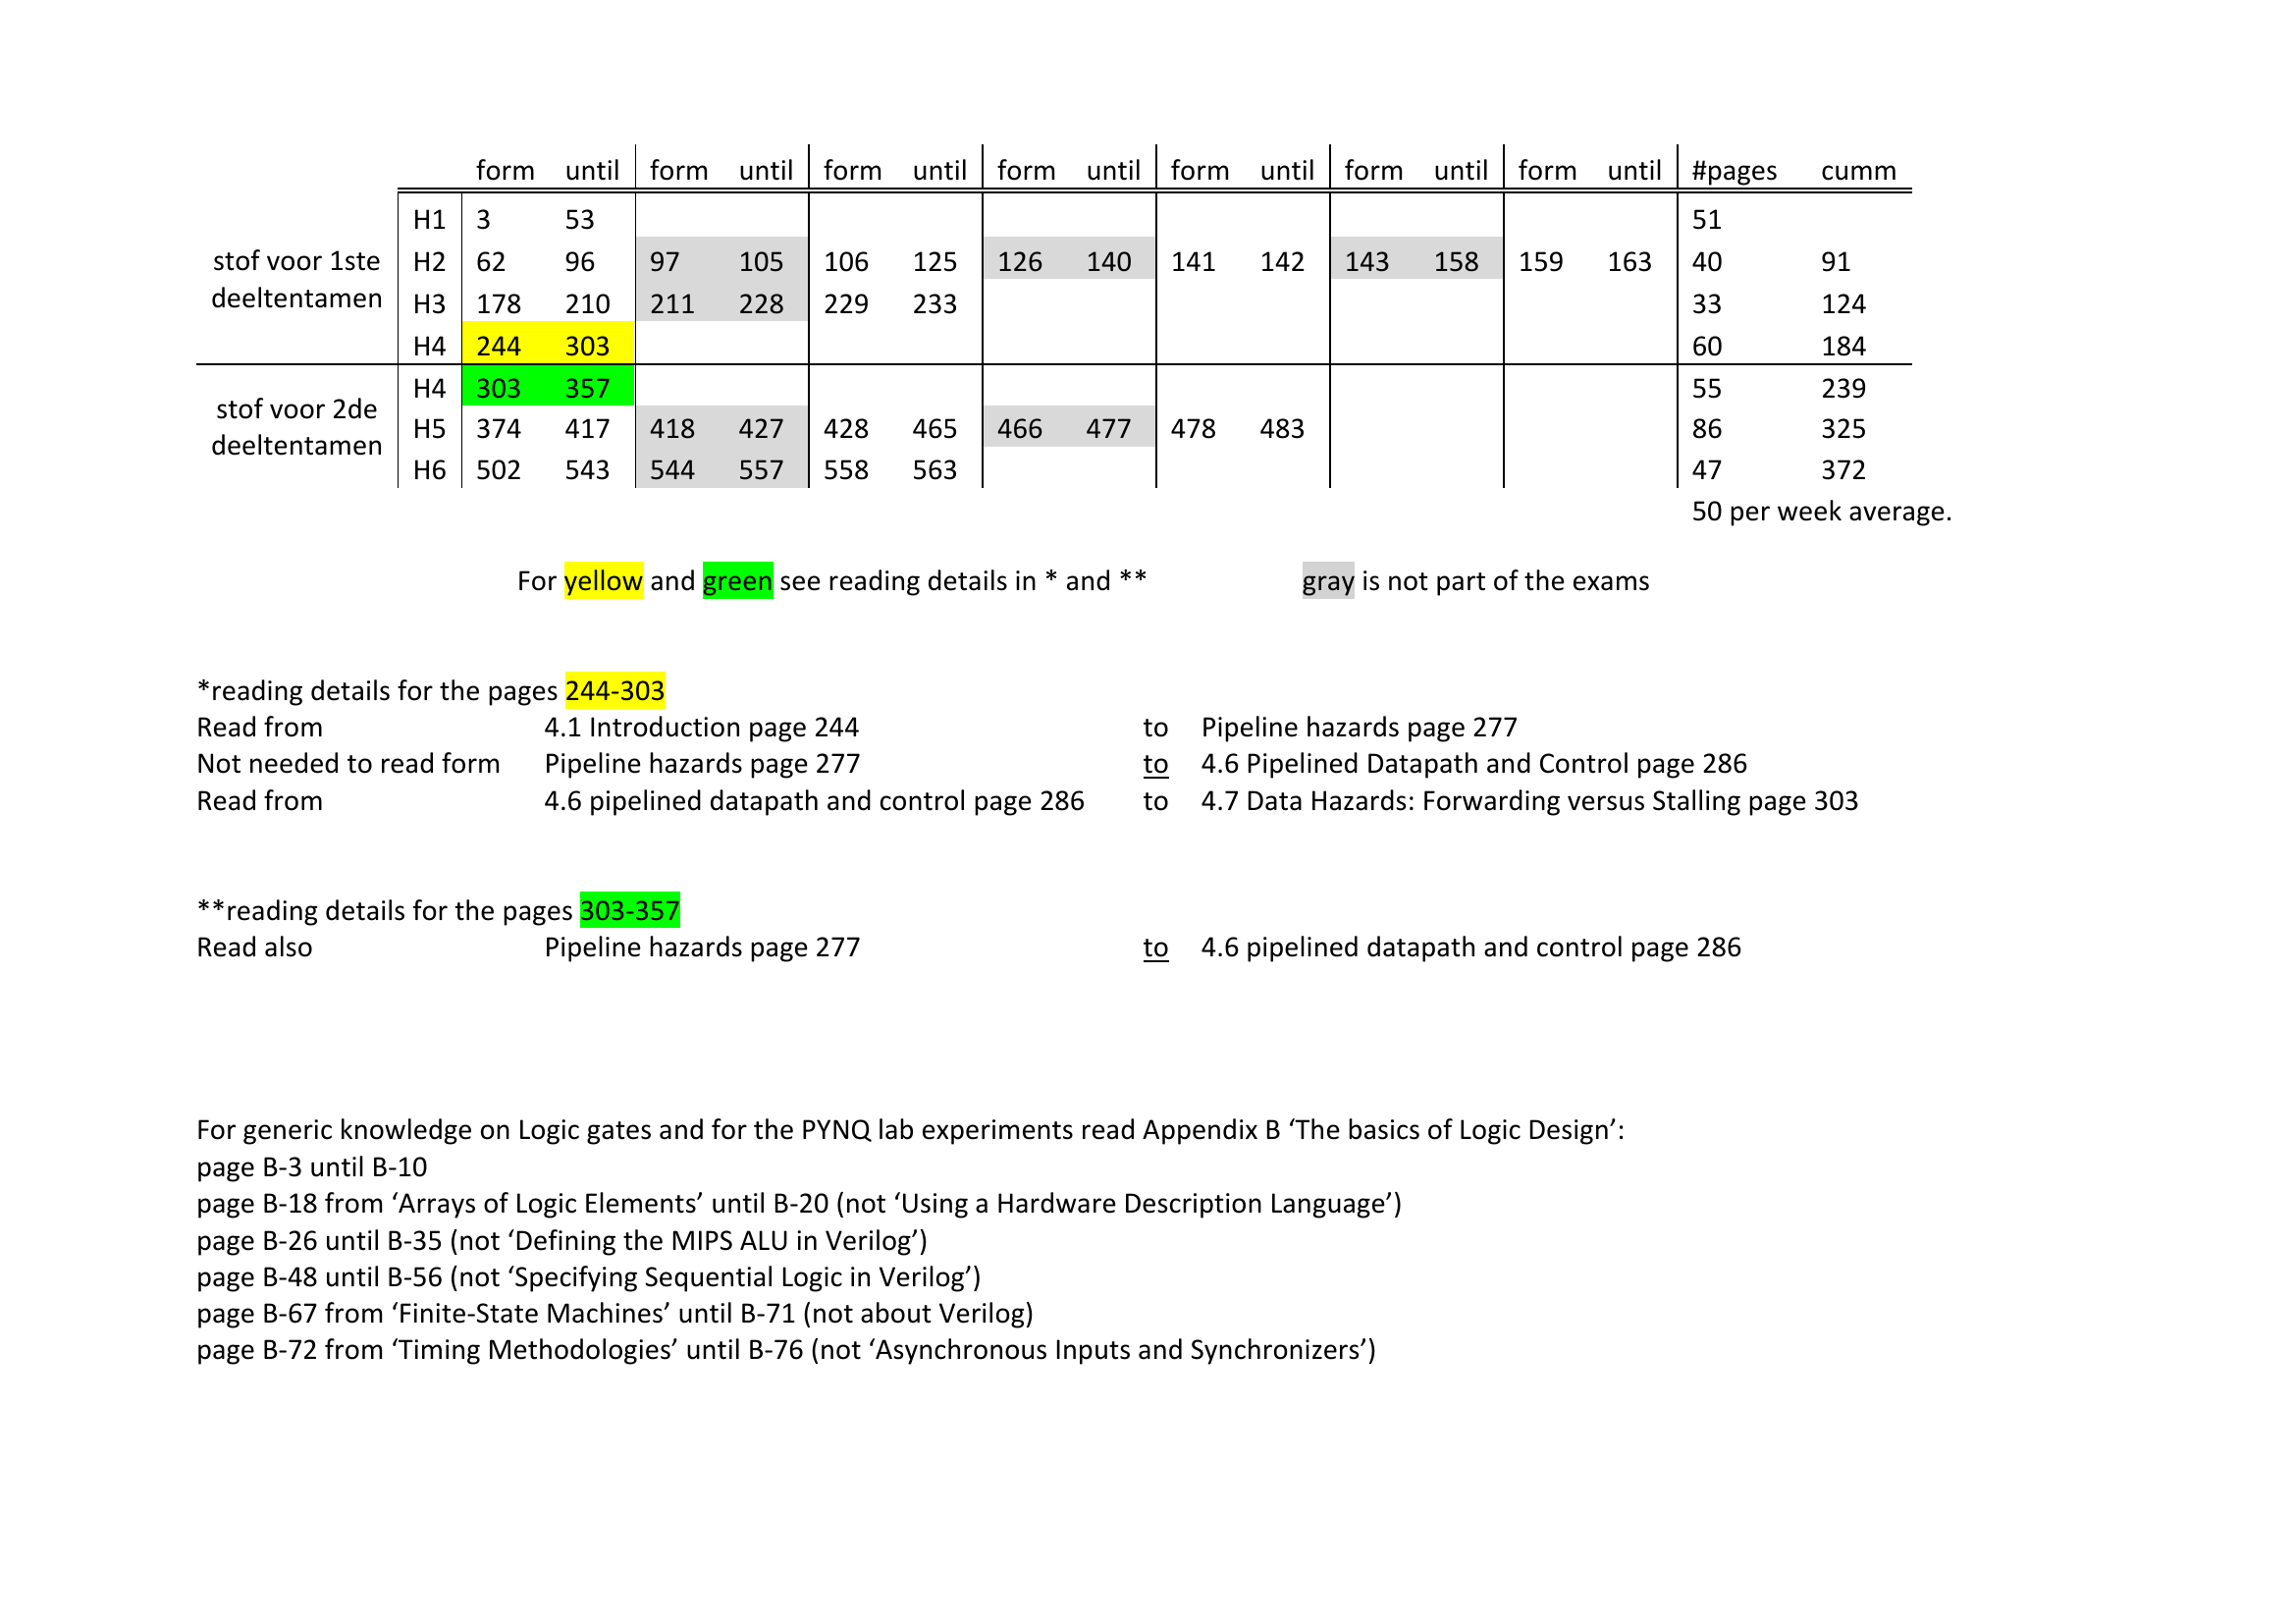 form until form until form until form until form until form until form until #pages cumm
H1 3 53 51
stof voor 1ste deeltentamen
H2 62 96 97 105 106 125 126 140 141 142 143 158 159 163 40 91
H3 178 210 211 228 229 233 33 124
H4 244 303 60 184
H4 303 357 55 239
stof voor 2de deeltentamen
H5 374 417 418 427 428 465 466 477 478 483 86 325
H6 502 543 544 557 558 563 47 372
50 per week average.
For yellow and green see reading details in * and ** gray is not part of the exams
*reading details for the pages 244-303
Read from 4.1 Introduction page 244 to Pipeline hazards page 277
Not needed to read form Pipeline hazards page 277 to 4.6 Pipelined Datapath and Control page 286
Read from 4.6 pipelined datapath and control page 286 to 4.7 Data Hazards: Forwarding versus Stalling page 303
**reading details for the pages 303-357
Read also Pipeline hazards page 277 to 4.6 pipelined datapath and control page 286
For generic knowledge on Logic gates and for the PYNQ lab experiments read Appendix B ‘The basics of Logic Design’:
page B-3 until B-10
page B-18 from ‘Arrays of Logic Elements’ until B-20 (not ‘Using a Hardware Description Language’)
page B-26 until B-35 (not ‘Defining the MIPS ALU in Verilog’)
page B-48 until B-56 (not ‘Specifying Sequential Logic in Verilog’)
page B-67 from ‘Finite-State Machines’ until B-71 (not about Verilog)
page B-72 from ‘Timing Methodologies’ until B-76 (not ‘Asynchronous Inputs and Synchronizers’)